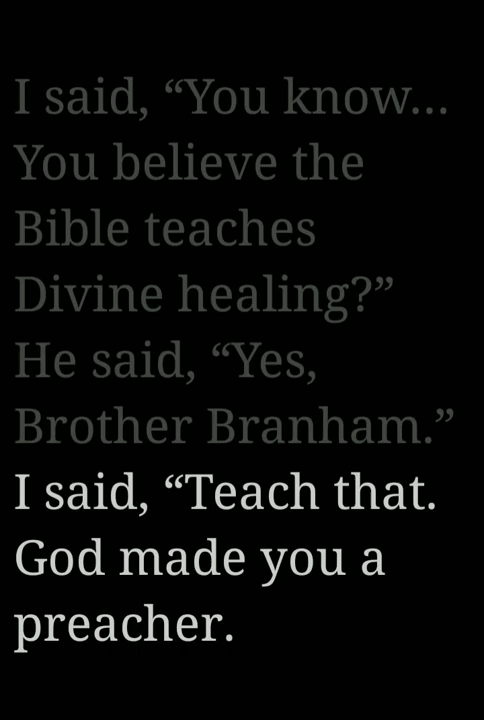 I said, “You know…
You believe the
Bible teaches
Divine healing?”
He said, “Yes,
Brother Branham.”
I said, “Teach that.
God made you a
preacher.